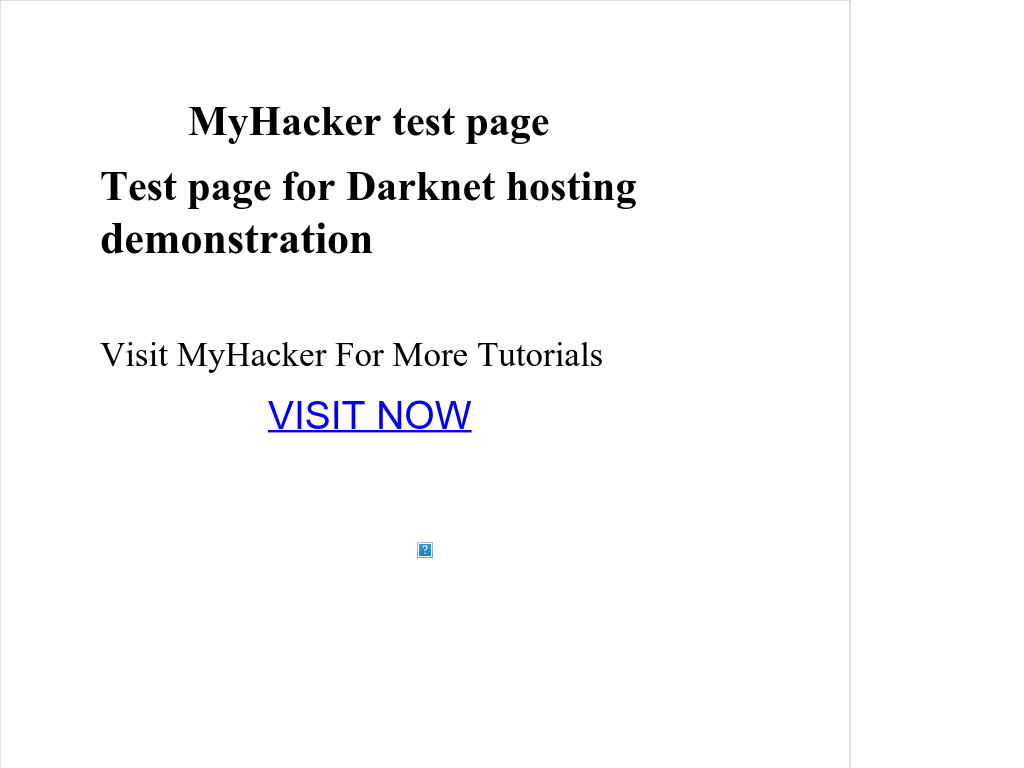 MyHacker test page
Test page for Darknet hosting
demonstration
Visit MyHacker For More Tutorials
VISIT NOW
?